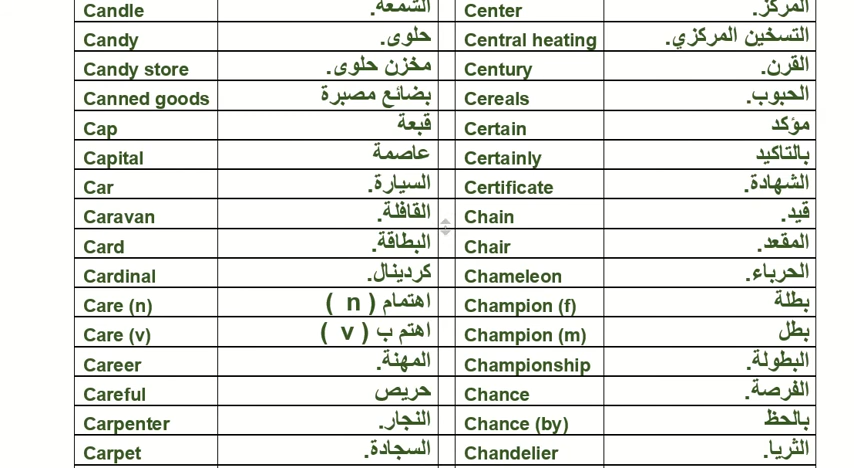 Candle الشمعة. Center المركز.
Candy حلوى. Central heating التسخين المركزي.
Candy store مخزن حلوى. Century القرن.
Canned goods بضائع مصبرة Cereals الحبوب.
Cap قبعة Certain مؤكد
Capital عاصمة Certainly بالتاكيد
Car السيارة. Certificate الشهادة.
Caravan القافلة. Chain قيد.
Card البطاقة. Chair المقعد.
Cardinal كردينال. Chameleon الحرباء.
Care (n) اهتمام ( n ) Champion (f) بطلة
Care (v) اهتم ب ( v ) Champion (m) بطل
Career المهنة. Championship البطولة.
Careful حريص Chance الفرصة.
Carpenter النجار. Chance (by) بالحظ
Carpet السجادة. Chandelier الثريا.